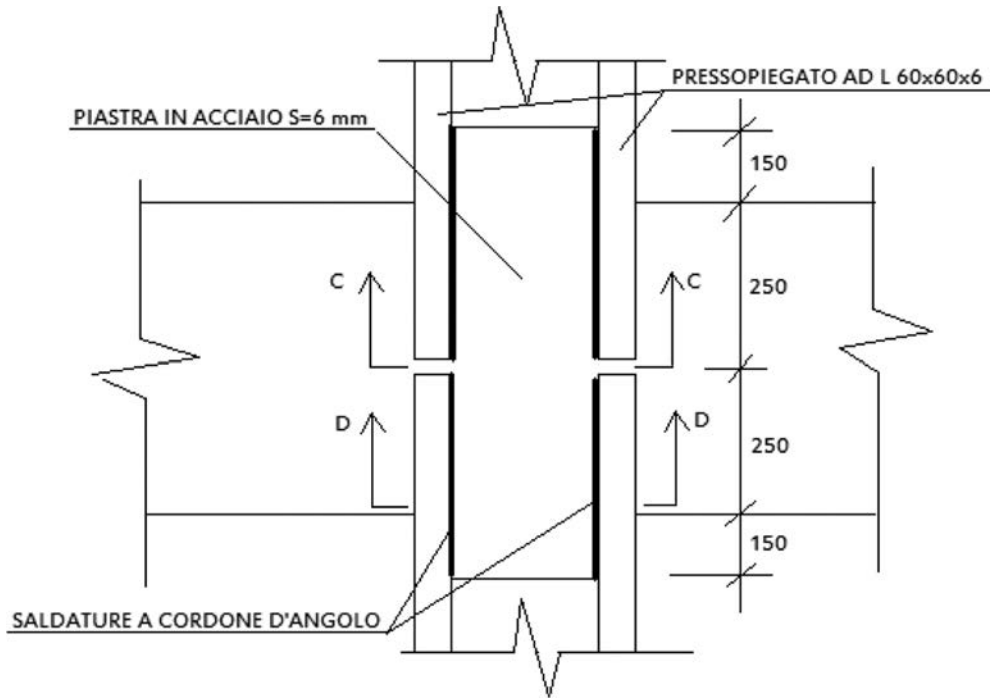 PRESSOPIEGATO AD L 60x60x6
PIASTRA IN ACCIAIO S=6 mm
150
C
C
250
D
D
250
150
SALDATURE A CORDONE D'ANGOLO